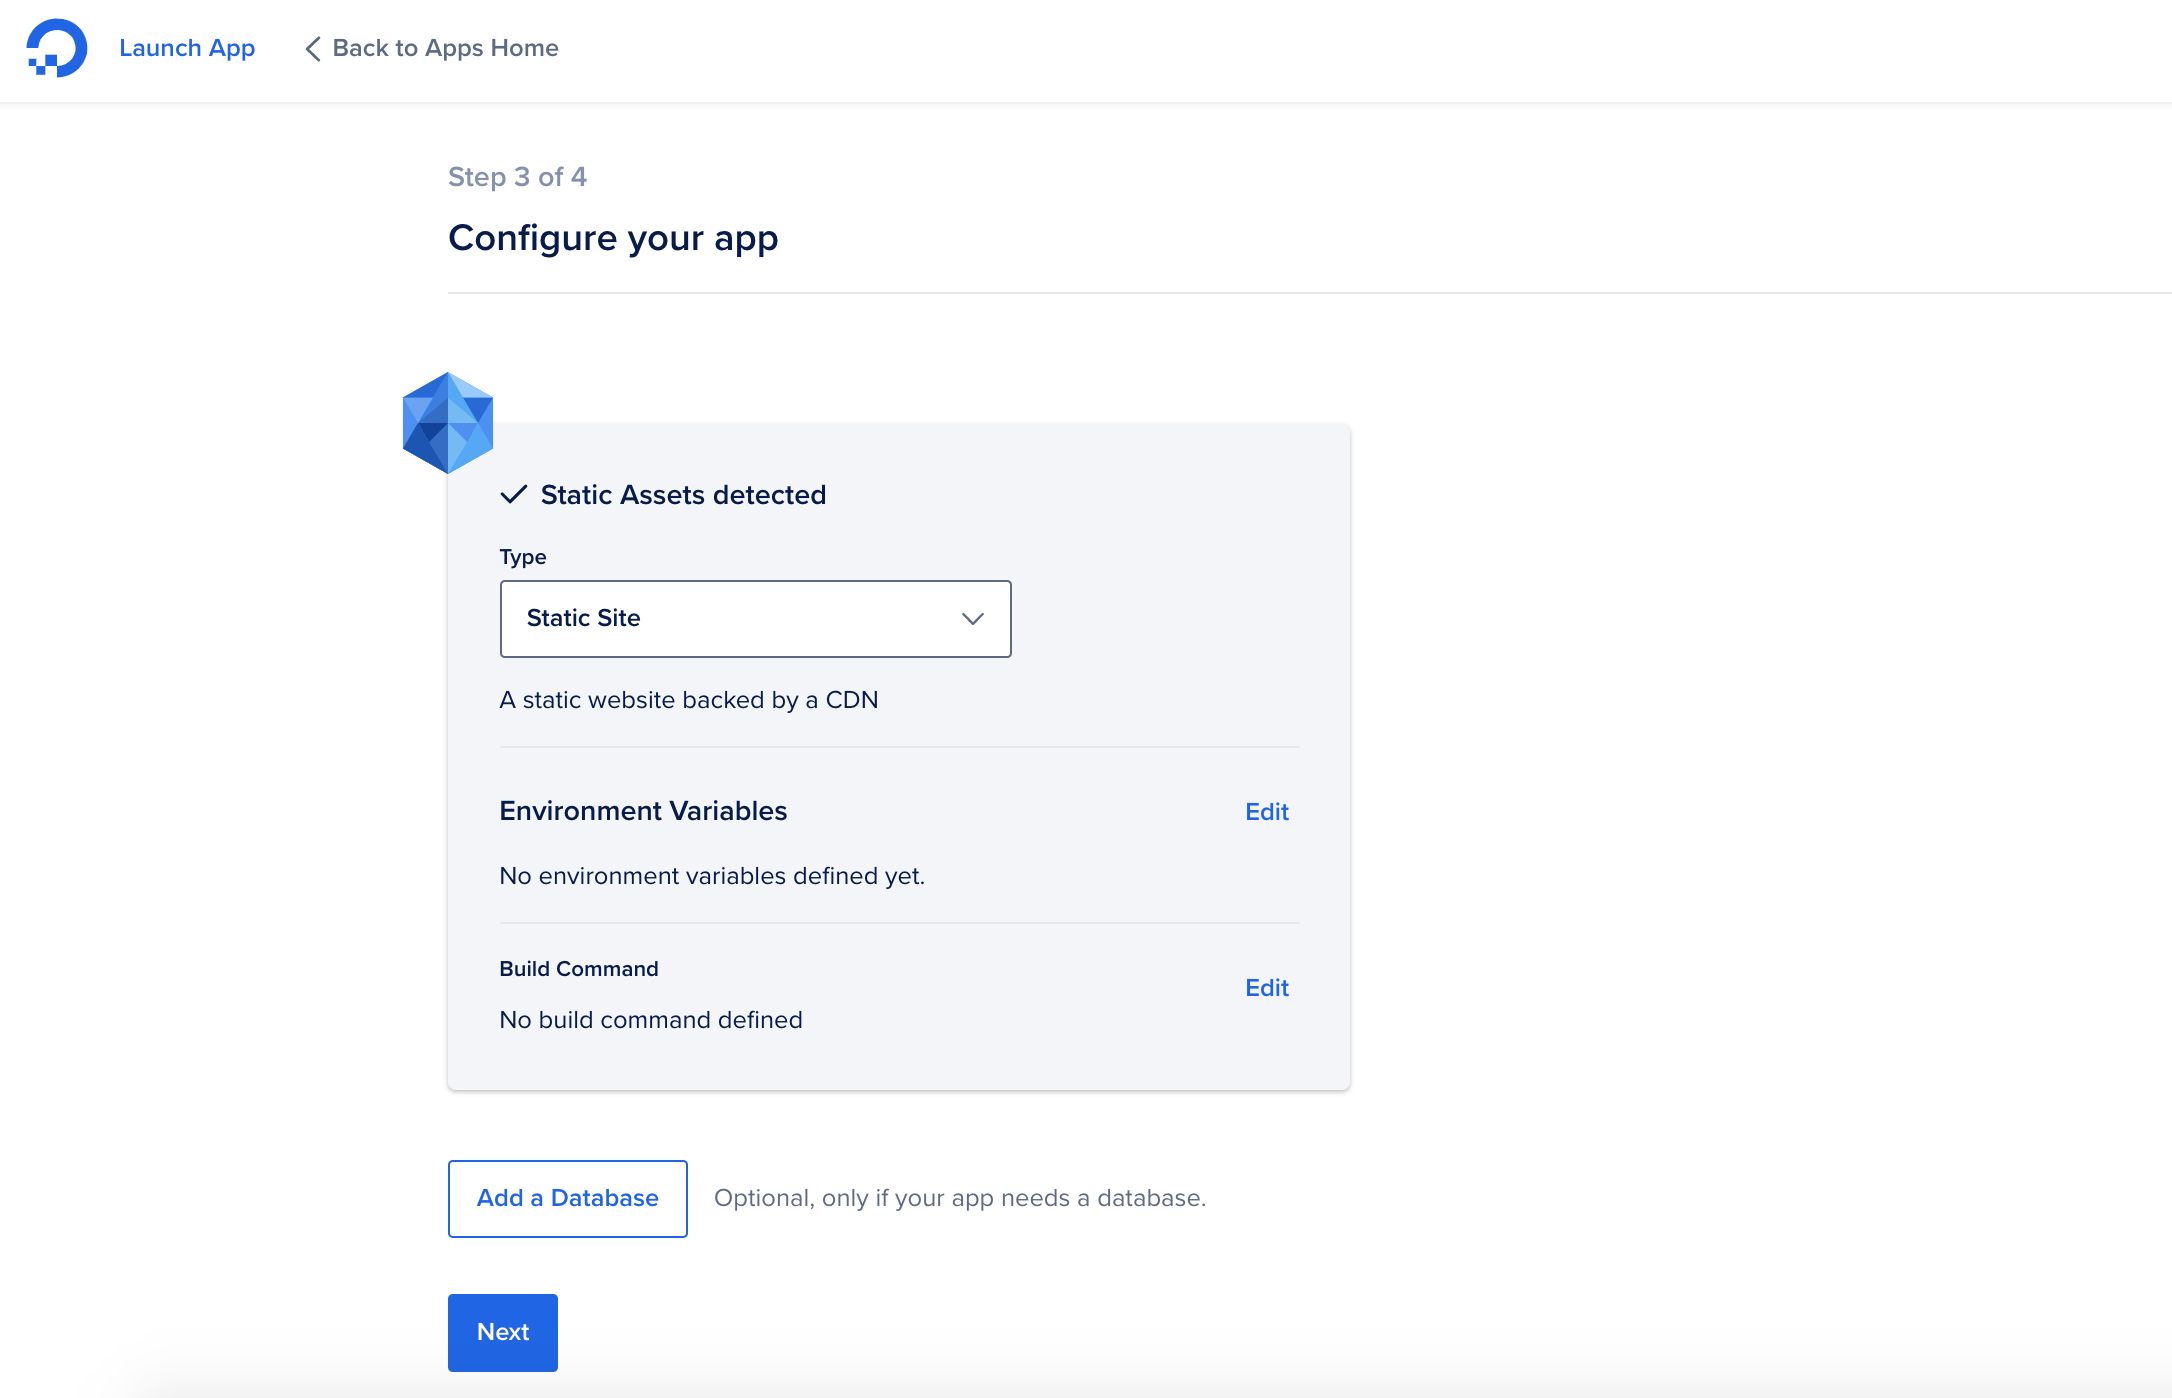 Launch App
Back to Apps Home
Step 3 of 4
Configure your app
Static Assets detected
Type
Static Site
A static website backed by a CDN
Environment Variables
Edit
No environment variables defined yet.
Build Command
Edit
No build command defined
Add a Database
Optional, only if your app needs a database.
Next